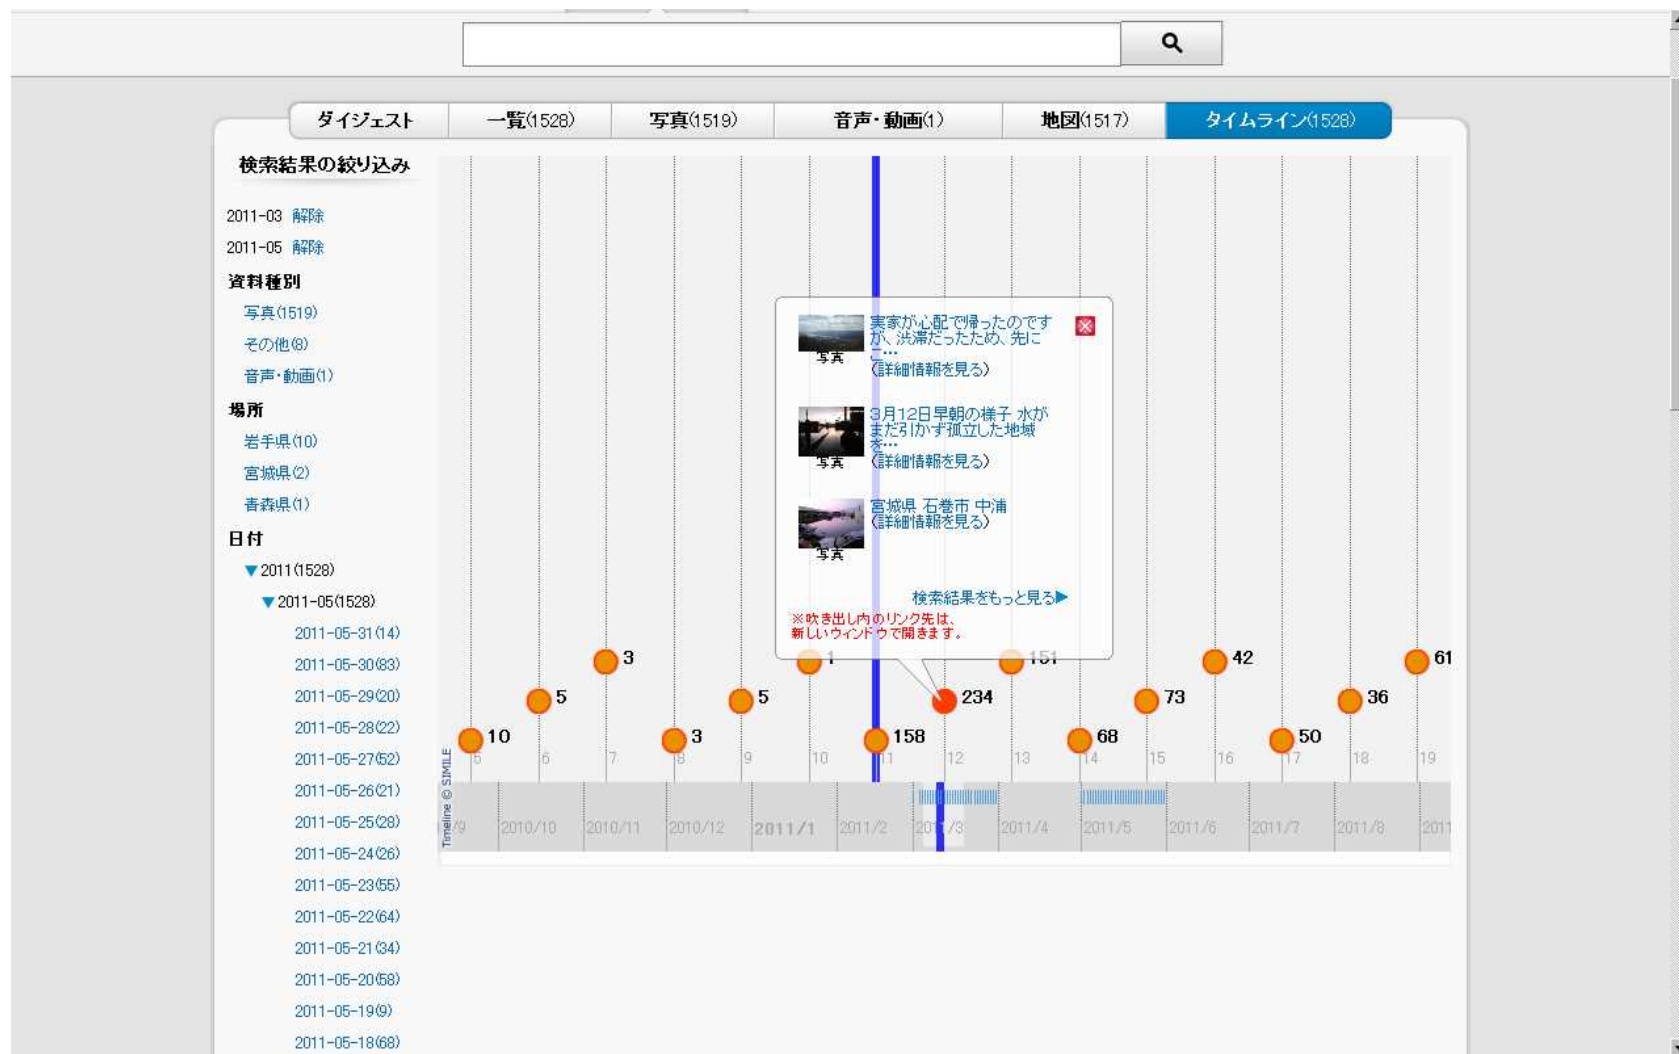 ダイジェスト
一覧(1528)
写真(1519)
音声・動画(1)
地図(1517)
タイムライン(1528)
検索結果の絞り込み
2011-03 解除
2011-05 解除
資料種別
写真(1519)
その他(8)
音声・動画(1)
場所
岩手県(10)
宮城県(2)
青森県(1)
日付
▼2011(1528)
▼2011-05(1528)
2011-05-31(14)
2011-05-30(83)
2011-05-29(20)
2011-05-28(22)
2011-05-27(52)
2011-05-26(21)
2011-05-25(28)
2011-05-24(26)
2011-05-23(55)
2011-05-22(64)
2011-05-21(34)
2011-05-20(58)
2011-05-19(9)
2011-05-18(68)
実家が心配で帰ったのです
が、渋滞だったため、先に
こ…
(詳細情報を見る)
写真
3月12日早朝の様子 水が
まだ引かず孤立した地域
を…
(詳細情報を見る)
写真
宮城県 石巻市 中浦
(詳細情報を見る)
写真
検索結果をもっと見る▶
※吹き出し内のリンク先は、
新しいウィンドウで開きます。
3 1 151 42 61
5 5 234 73 36
10 3 158 68 50
5 6 7 8 9 10 11 12 13 14 15 16 17 18 19
Timeline © SIMILE
/9 2010/10 2010/11 2010/12 2011/1 2011/2 2011/3 2011/4 2011/5 2011/6 2011/7 2011/8 2011